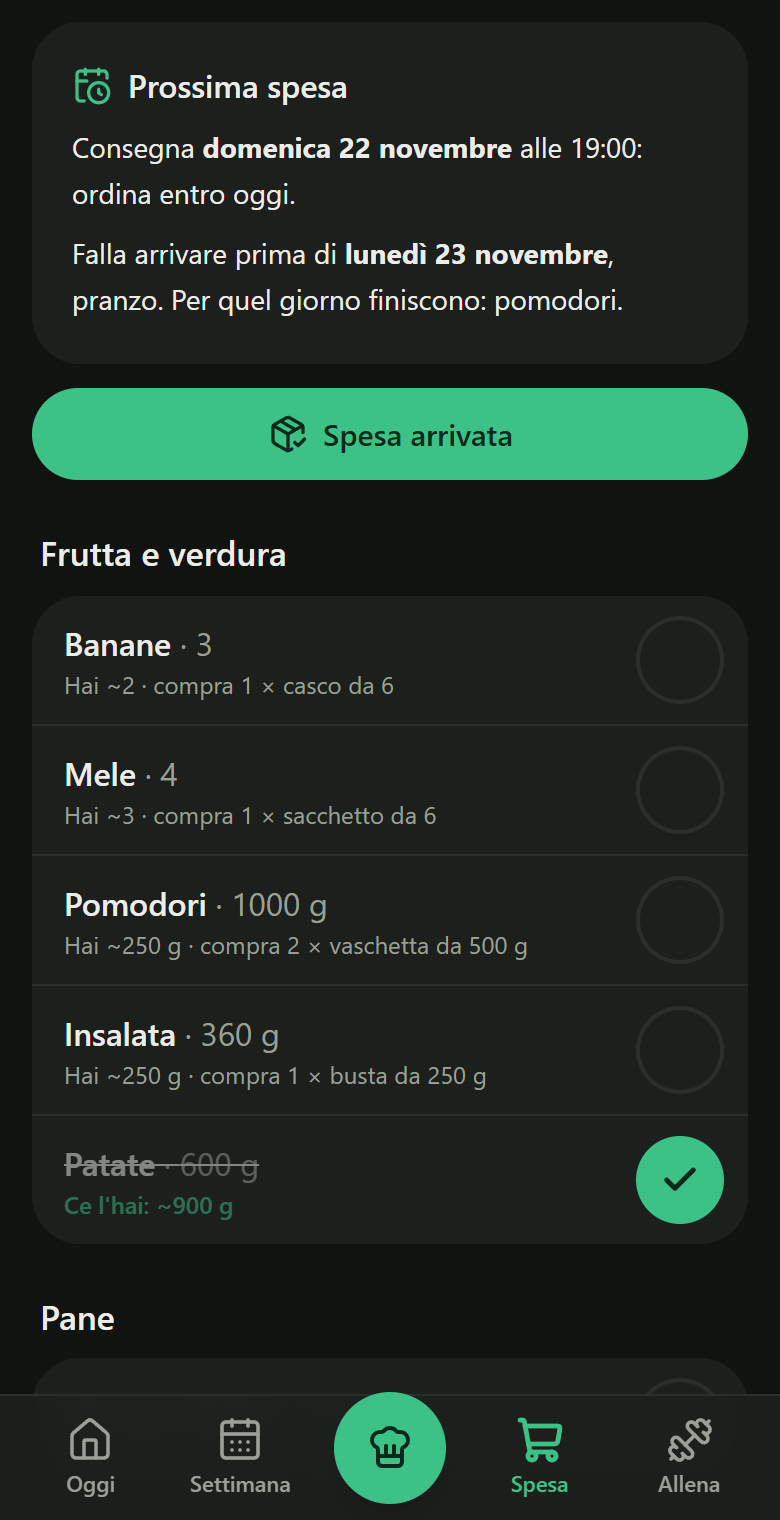 Prossima spesa
Consegna domenica 22 novembre alle 19:00:
ordina entro oggi.
Falla arrivare prima di lunedì 23 novembre,
pranzo. Per quel giorno finiscono: pomodori.
Spesa arrivata
Frutta e verdura
Banane · 3
Hai ~2 · compra 1 × casco da 6
Mele · 4
Hai ~3 · compra 1 × sacchetto da 6
Pomodori · 1000 g
Hai ~250 g · compra 2 × vaschetta da 500 g
Insalata · 360 g
Hai ~250 g · compra 1 × busta da 250 g
Patate · 600 g
Ce l'hai: ~900 g
Pane
Oggi
Settimana
Spesa
Allena